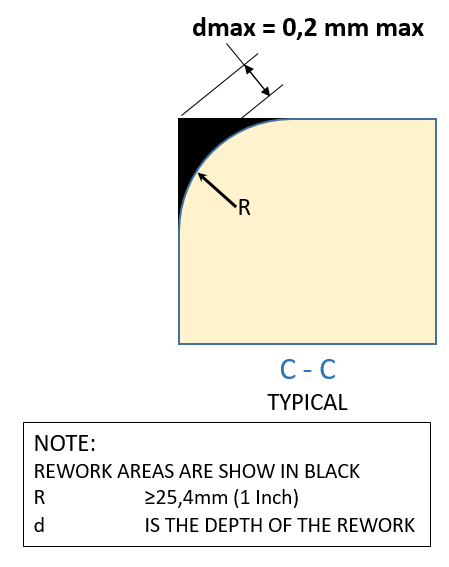 dmax = 0,2 mm max
R
C - C
TYPICAL
NOTE:
REWORK AREAS ARE SHOW IN BLACK
R ≥25,4mm (1 Inch)
d IS THE DEPTH OF THE REWORK